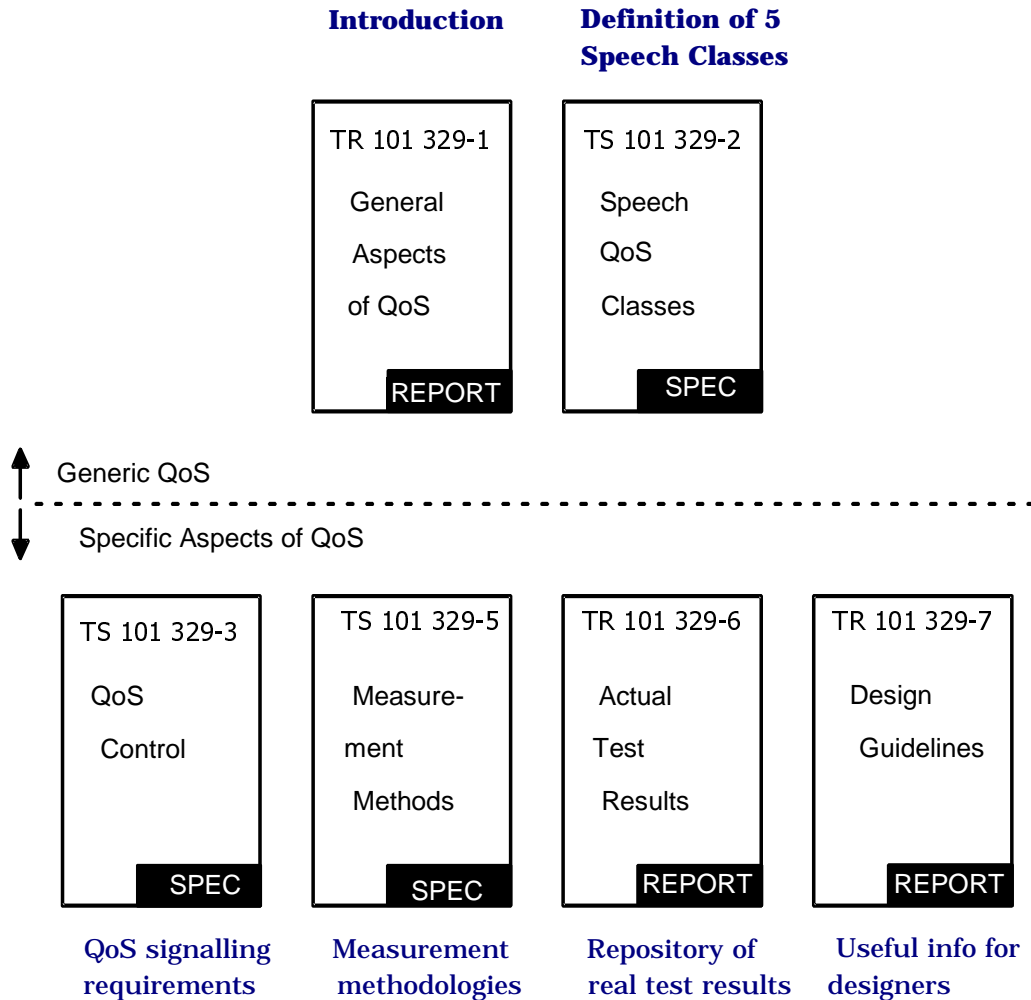 Introduction
Definition of 5
Speech Classes
TR 101 329-1
General
Aspects
of QoS
REPORT
TS 101 329-2
Speech
QoS
Classes
SPEC
Generic QoS
Specific Aspects of QoS
TS 101 329-3
QoS
Control
SPEC
QoS signalling
requirements
TS 101 329-5
Measure-
ment
Methods
SPEC
Measurement
methodologies
TR 101 329-6
Actual
Test
Results
REPORT
Repository of
real test results
TR 101 329-7
Design
Guidelines
REPORT
Useful info for
designers